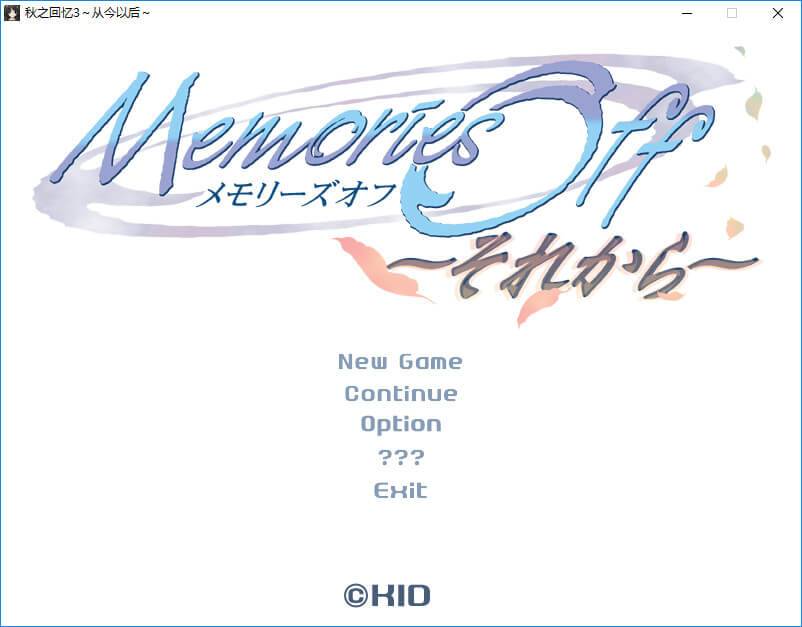 秋之回忆3～从今以后～
Memories Off
メモリーズオフ
～それから～
New Game
Continue
Option
???
Exit
©KID